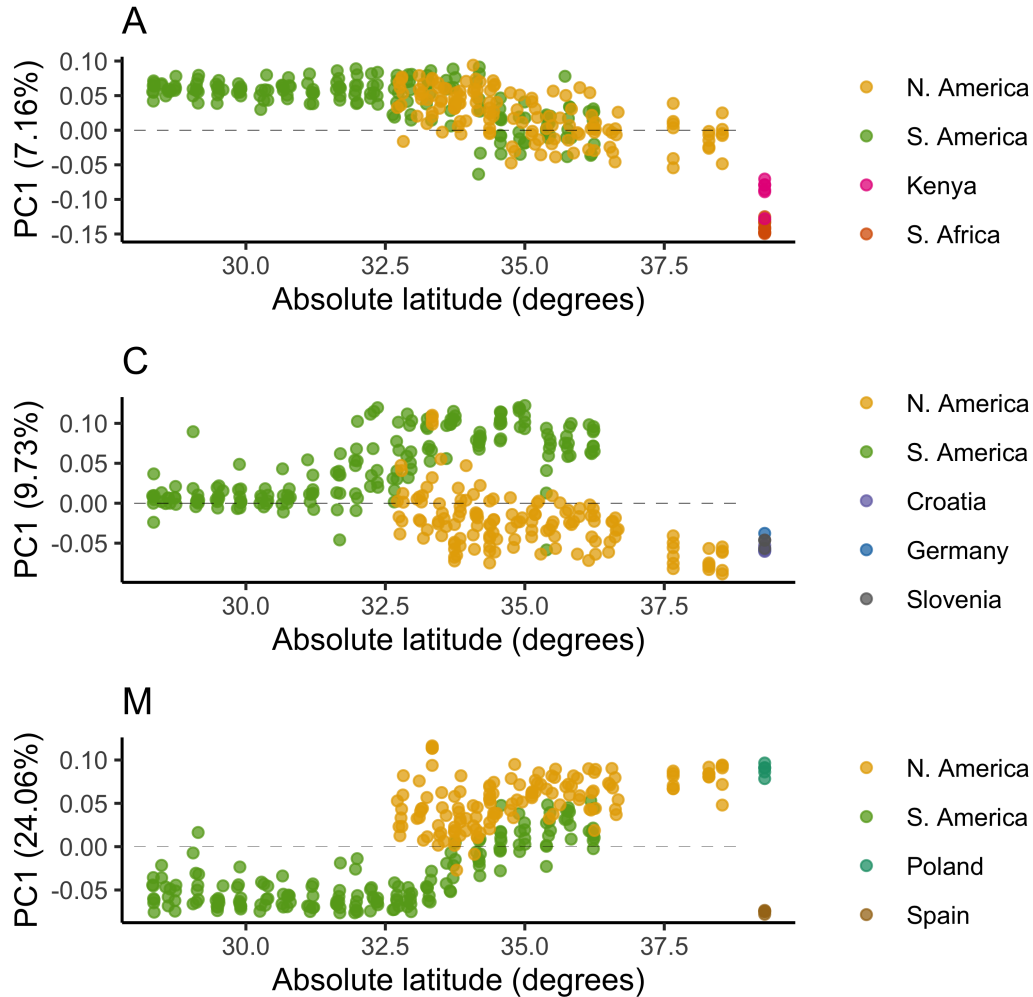 A
PC1 (7.16%)
0.10
0.05
0.00
-0.05
-0.10
-0.15
30.0 32.5 35.0 37.5
Absolute latitude (degrees)
N. America
S. America
Kenya
S. Africa
C
PC1 (9.73%)
0.10
0.05
0.00
-0.05
30.0 32.5 35.0 37.5
Absolute latitude (degrees)
N. America
S. America
Croatia
Germany
Slovenia
M
PC1 (24.06%)
0.10
0.05
0.00
-0.05
30.0 32.5 35.0 37.5
Absolute latitude (degrees)
N. America
S. America
Poland
Spain